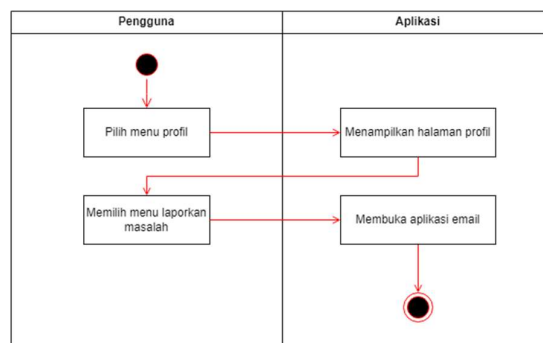 Pengguna
Aplikasi
Pilih menu profil
Menampilkan halaman profil
Memilih menu laporkan
masalah
Membuka aplikasi email